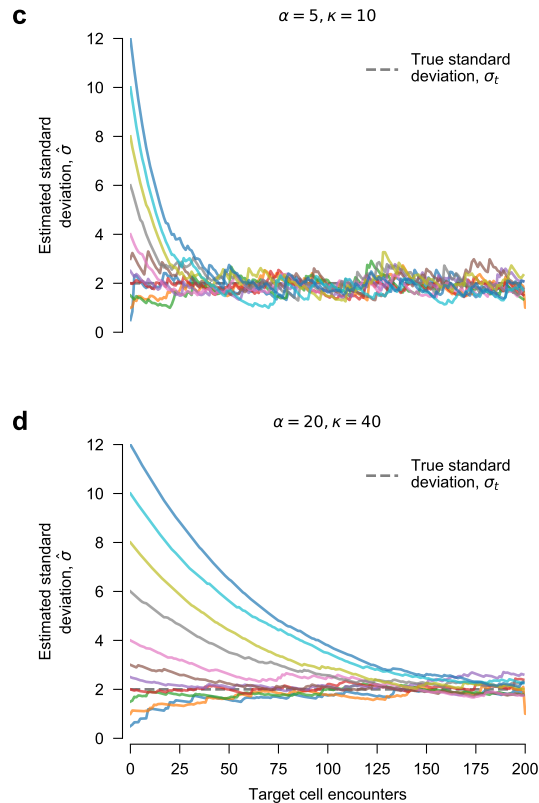 c
α = 5, κ = 10
12
10
8
6
4
2
0
Estimated standard
deviation, σ̂
True standard
deviation, σₜ
d
α = 20, κ = 40
12
10
8
6
4
2
0
Estimated standard
deviation, σ̂
True standard
deviation, σₜ
0 25 50 75 100 125 150 175 200
Target cell encounters